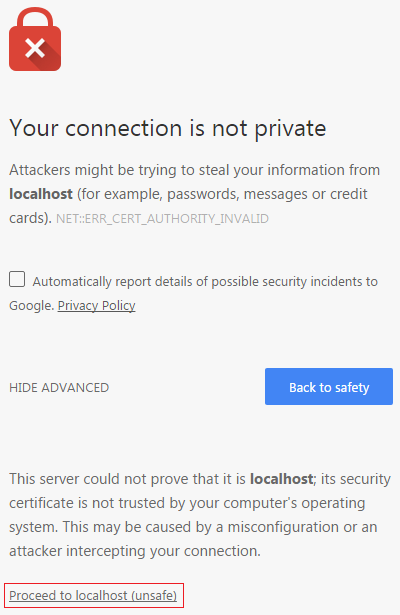 Your connection is not private
Attackers might be trying to steal your information from
localhost (for example, passwords, messages or credit
cards). NET::ERR_CERT_AUTHORITY_INVALID
Automatically report details of possible security incidents to
Google. Privacy Policy
HIDE ADVANCED
Back to safety
This server could not prove that it is localhost; its security
certificate is not trusted by your computer's operating
system. This may be caused by a misconfiguration or an
attacker intercepting your connection.
Proceed to localhost (unsafe)